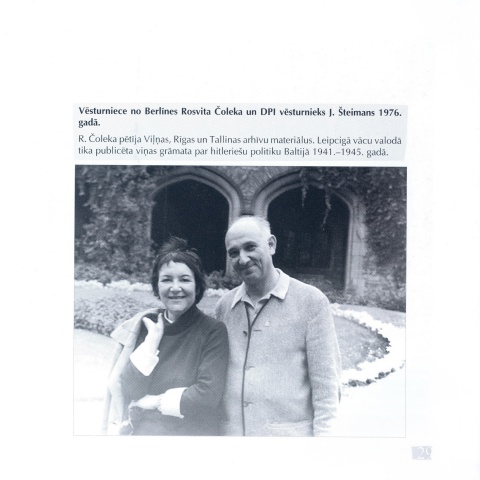 Vēsturniece no Berlīnes Rosvita Čoleka un DPI vēsturnieks J. Šteimans 1976.
gadā.
R. Čoleka pētīja Viļņas, Rīgas un Tallinas arhīvu materiālus. Leipcigā vācu valodā
tika publicēta viņas grāmata par hitleriešu politiku Baltijā 1941.–1945. gadā.